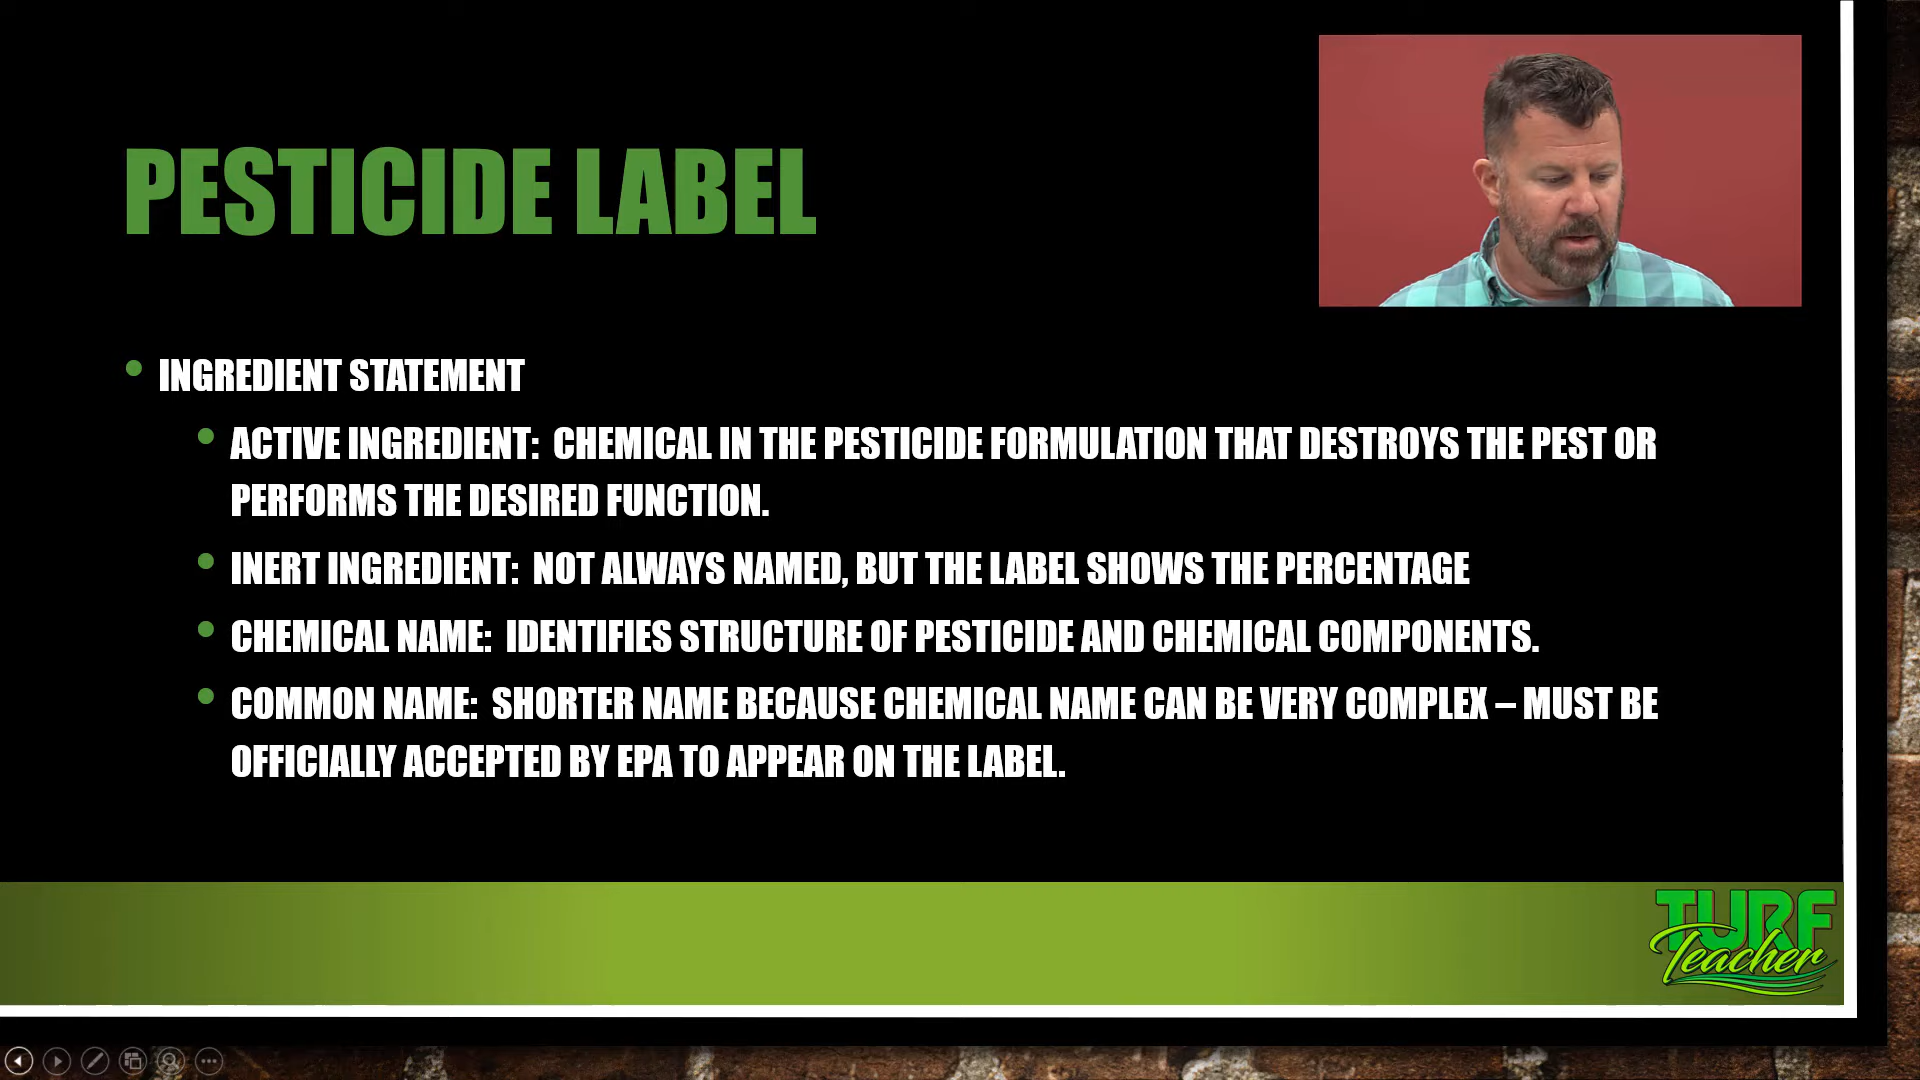 PESTICIDE LABEL
INGREDIENT STATEMENT
ACTIVE INGREDIENT: CHEMICAL IN THE PESTICIDE FORMULATION THAT DESTROYS THE PEST OR
PERFORMS THE DESIRED FUNCTION.
INERT INGREDIENT: NOT ALWAYS NAMED, BUT THE LABEL SHOWS THE PERCENTAGE
CHEMICAL NAME: IDENTIFIES STRUCTURE OF PESTICIDE AND CHEMICAL COMPONENTS.
COMMON NAME: SHORTER NAME BECAUSE CHEMICAL NAME CAN BE VERY COMPLEX – MUST BE
OFFICIALLY ACCEPTED BY EPA TO APPEAR ON THE LABEL.
TURF
Teacher